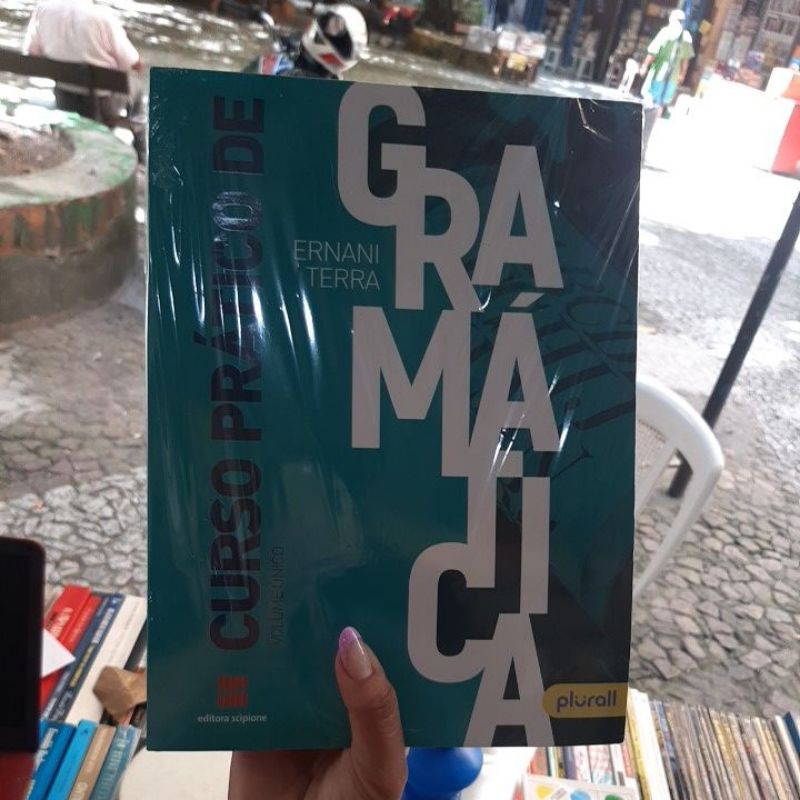 CURSO PRÁTICO DE
GRAMÁTICA
ERNANI
TERRA
VOLUME ÚNICO
editora scipione
plurall